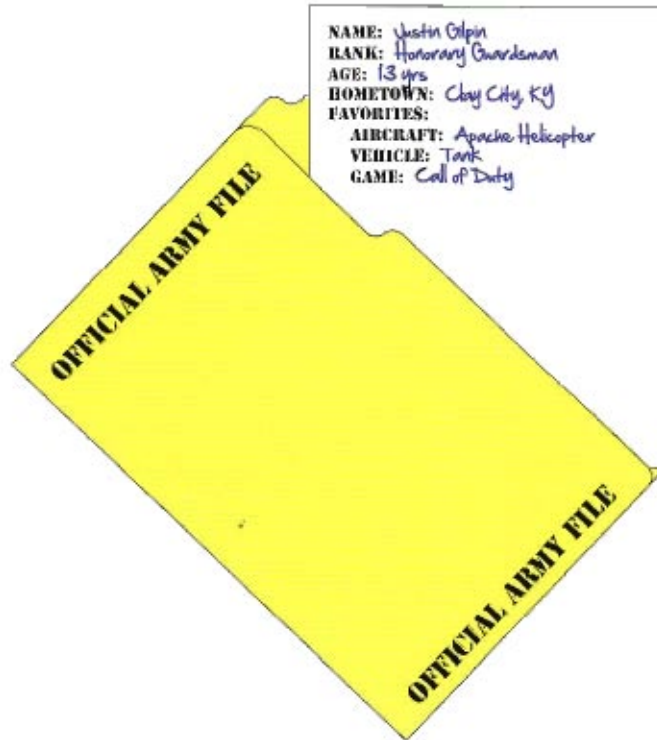 NAME: Justin Gilpin
RANK: Honorary Guardsman
AGE: 13 yrs
HOMETOWN: Clay City, KY
FAVORITES:
AIRCRAFT: Apache Helicopter
VEHICLE: Tank
GAME: Call of Duty
OFFICIAL ARMY FILE
OFFICIAL ARMY FILE